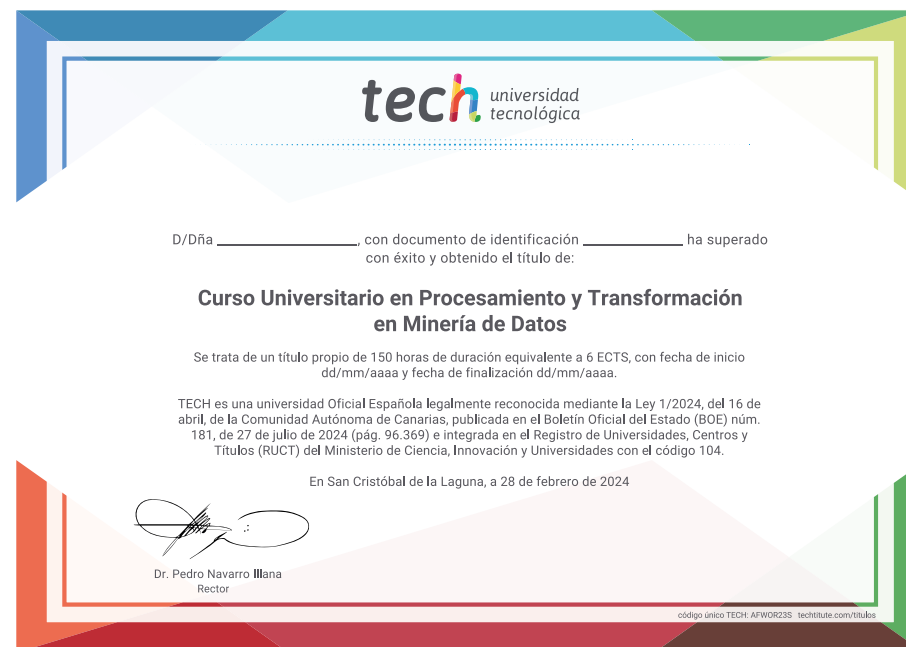 tech universidad
tecnológica
D/Dña ____________________, con documento de identificación ______________ ha superado
con éxito y obtenido el título de:
Curso Universitario en Procesamiento y Transformación
en Minería de Datos
Se trata de un título propio de 150 horas de duración equivalente a 6 ECTS, con fecha de inicio
dd/mm/aaaa y fecha de finalización dd/mm/aaaa.
TECH es una universidad Oficial Española legalmente reconocida mediante la Ley 1/2024, del 16 de
abril, de la Comunidad Autónoma de Canarias, publicada en el Boletín Oficial del Estado (BOE) núm.
181, de 27 de julio de 2024 (pág. 96.369) e integrada en el Registro de Universidades, Centros y
Títulos (RUCT) del Ministerio de Ciencia, Innovación y Universidades con el código 104.
En San Cristóbal de la Laguna, a 28 de febrero de 2024
Dr. Pedro Navarro Illana
Rector
código único TECH: AFWOR23S techtitute.com/titulos